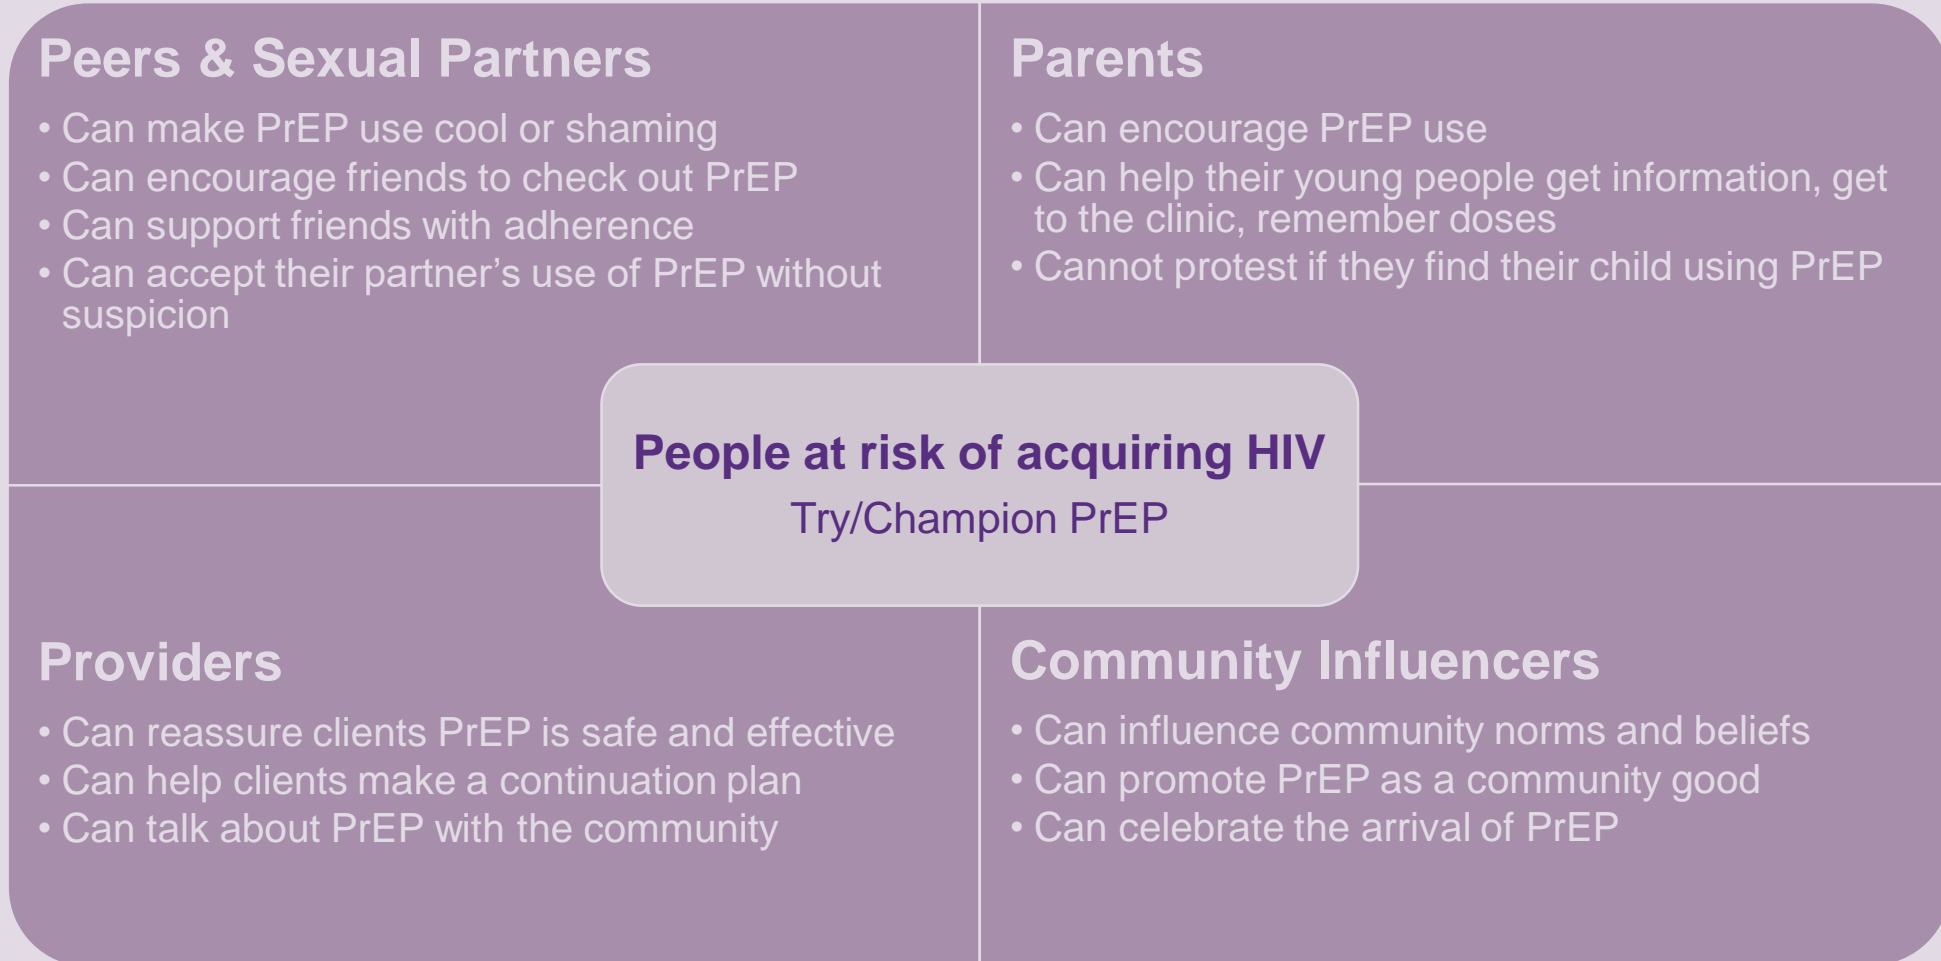 Peers & Sexual Partners
• Can make PrEP use cool or shaming
• Can encourage friends to check out PrEP
• Can support friends with adherence
• Can accept their partner’s use of PrEP without
suspicion
Parents
• Can encourage PrEP use
• Can help their young people get information, get
to the clinic, remember doses
• Cannot protest if they find their child using PrEP
People at risk of acquiring HIV
Try/Champion PrEP
Providers
• Can reassure clients PrEP is safe and effective
• Can help clients make a continuation plan
• Can talk about PrEP with the community
Community Influencers
• Can influence community norms and beliefs
• Can promote PrEP as a community good
• Can celebrate the arrival of PrEP